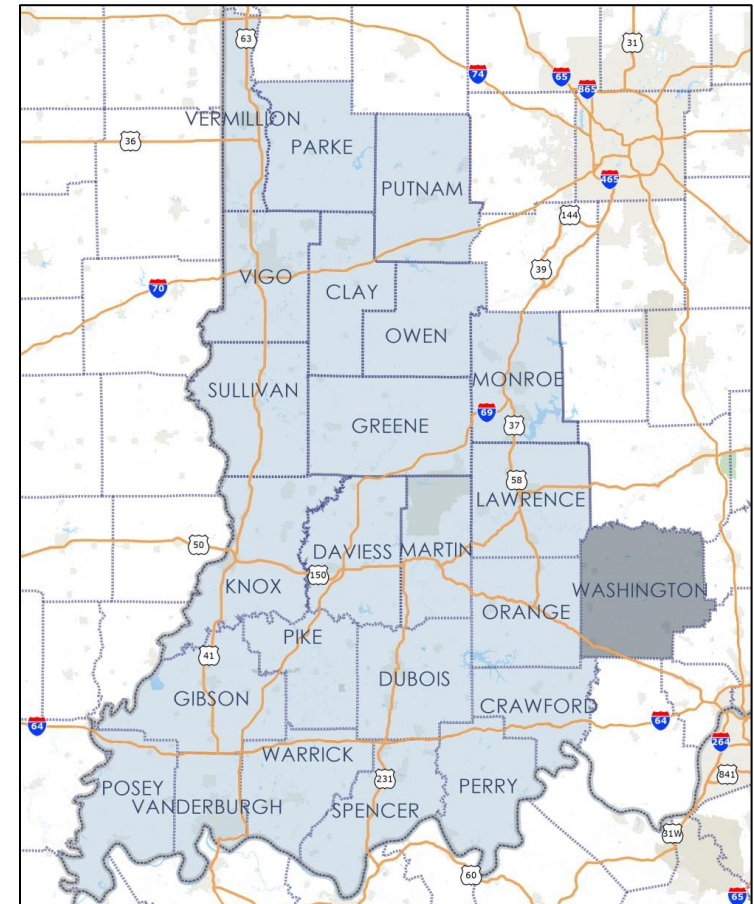 63
31
74
65
865
VERMILLION
36
PARKE
465
PUTNAM
144
39
VIGO
70
CLAY
OWEN
MONROE
SULLIVAN
69
GREENE
37
58
LAWRENCE
50
DAVIESS
MARTIN
150
KNOX
WASHINGTON
ORANGE
PIKE
41
DUBOIS
GIBSON
CRAWFORD
64
64
264
WARRICK
231
841
POSEY
VANDERBURGH
SPENCER
PERRY
31W
60
65